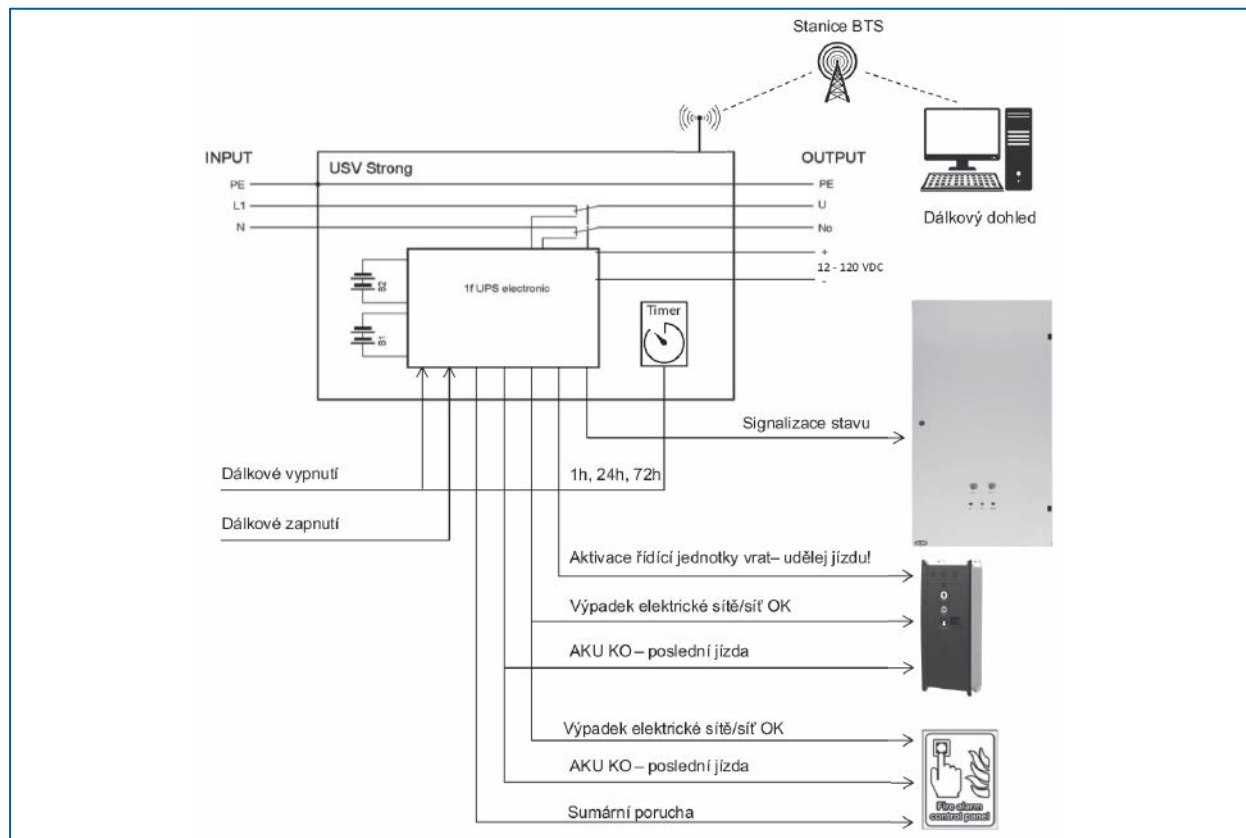 Stanice BTS
INPUT
USV Strong
OUTPUT
PE
PE
L1
U
Dálkový dohled
N
No
+
12 - 120 VDC
-
B2
1f UPS electronic
Timer
B1
Signalizace stavu
Dálkové vypnutí
1h, 24h, 72h
Dálkové zapnutí
Aktivace řídící jednotky vrat– udělej jízdu!
Výpadek elektrické sítě/síť OK
AKU KO – poslední jízda
Výpadek elektrické sítě/síť OK
AKU KO – poslední jízda
Sumární porucha
Fire alarm
control panel